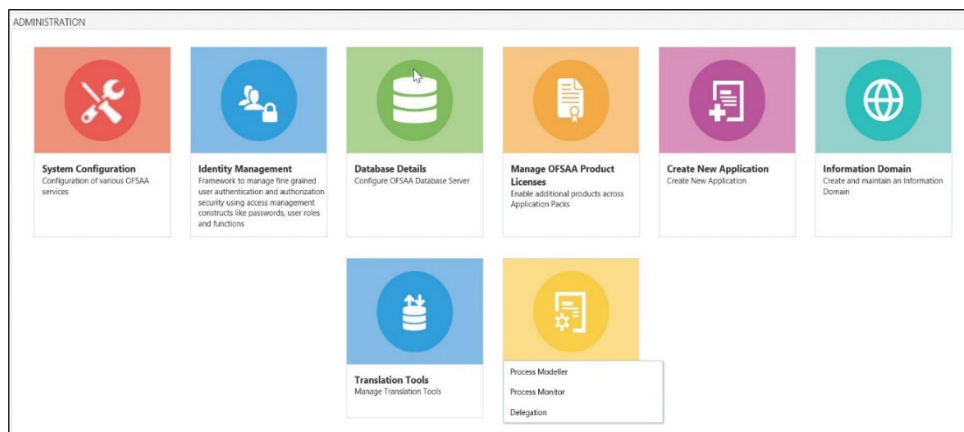 ADMINISTRATION
System Configuration
Configuration of various OFSAA
services
Identity Management
Framework to manage fine grained
user authentication and authorization
security using access management
constructs like passwords, user roles
and functions
Database Details
Configure OFSAA Database Server
Manage OFSAA Product
Licenses
Enable additional products across
Application Packs
Create New Application
Create New Application
Information Domain
Create and maintain an Information
Domain
Translation Tools
Manage Translation Tools
Process Modeller
Process Monitor
Delegation